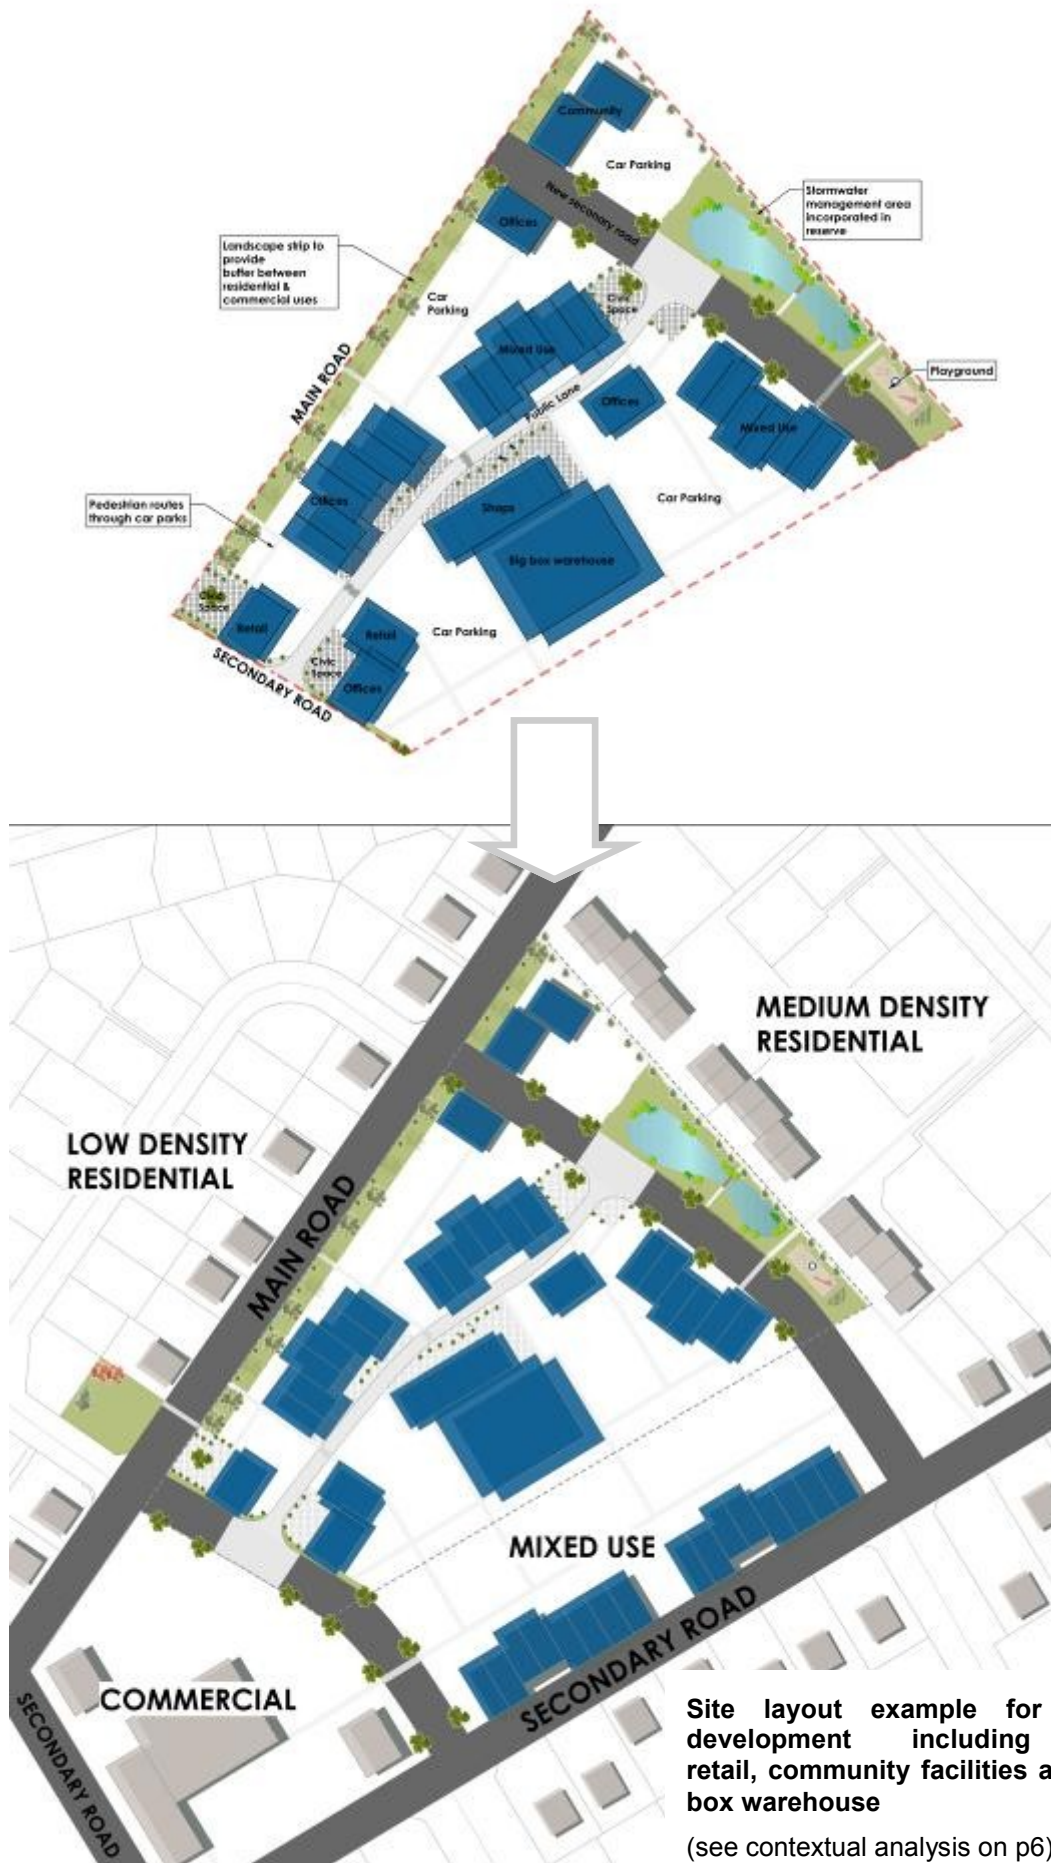 Community
Car Parking
New seconary road
Stormwater
management area
incorporated in
reserve
Offices
Landscape strip to
provide
buffer between
residential &
commercial uses
Car
Parking
Civic
Space
Mixed Use
Playground
MAIN ROAD
Public Lane
Offices
Mixed Use
Offices
Pedestrian routes
through car parks
Shops
Car Parking
Big box warehouse
Civic
Space
Retail
Retail
Car Parking
Civic
Space
Offices
SECONDARY ROAD
MEDIUM DENSITY
RESIDENTIAL
LOW DENSITY
RESIDENTIAL
MAIN ROAD
MIXED USE
SECONDARY ROAD
COMMERCIAL
SECONDARY ROAD
Site layout example for
development including
retail, community facilities a
box warehouse
(see contextual analysis on p6)